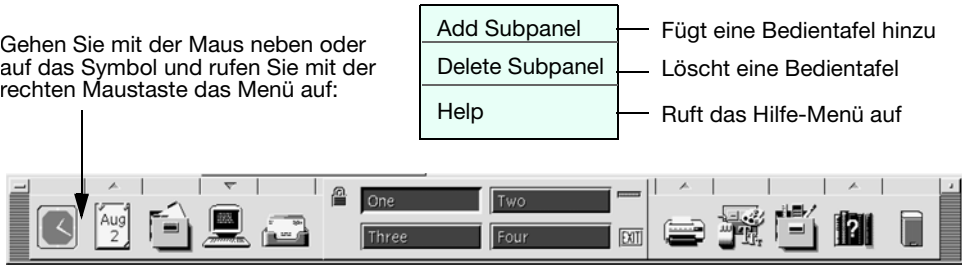 Gehen Sie mit der Maus neben oder
auf das Symbol und rufen Sie mit der
rechten Maustaste das Menü auf:
Add Subpanel
Fügt eine Bedientafel hinzu
Delete Subpanel
Löscht eine Bedientafel
Help
Ruft das Hilfe-Menü auf
Aug
2
One
Two
Three
Four
EXIT